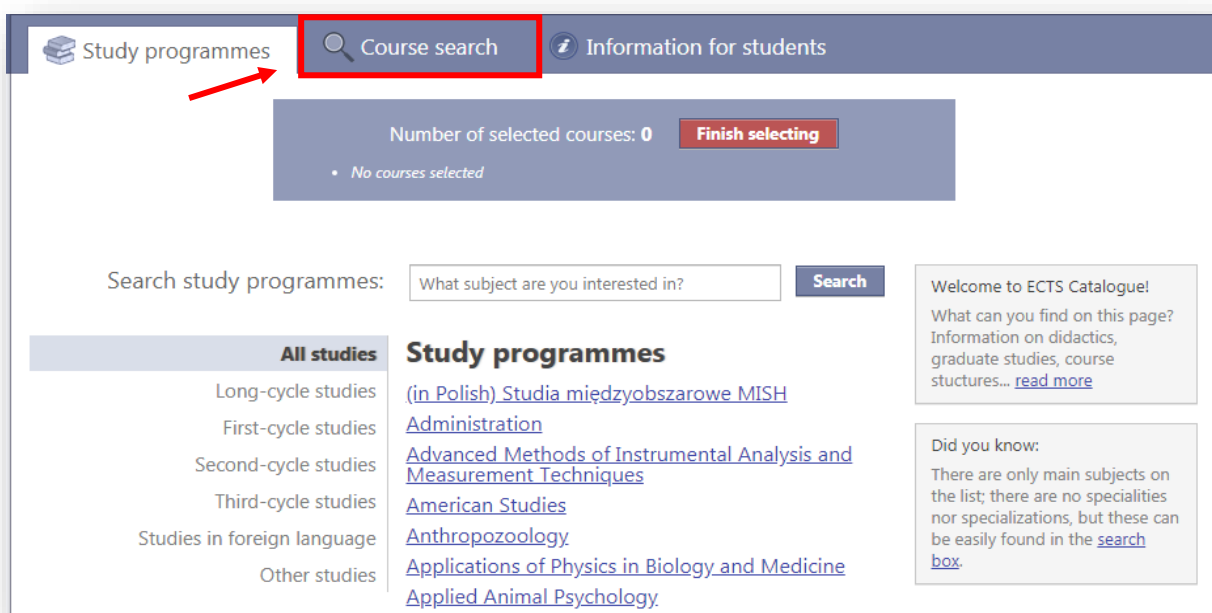 Study programmes
Course search
Information for students
Number of selected courses: 0
Finish selecting
• No courses selected
Search study programmes:
What subject are you interested in?
Search
All studies
Long-cycle studies
First-cycle studies
Second-cycle studies
Third-cycle studies
Studies in foreign language
Other studies
Study programmes
(in Polish) Studia międzyobszarowe MISH
Administration
Advanced Methods of Instrumental Analysis and
Measurement Techniques
American Studies
Anthropozoology
Applications of Physics in Biology and Medicine
Applied Animal Psychology
Welcome to ECTS Catalogue!
What can you find on this page?
Information on didactics,
graduate studies, course
stuctures... read more
Did you know:
There are only main subjects on
the list; there are no specialities
nor specializations, but these can
be easily found in the search
box.